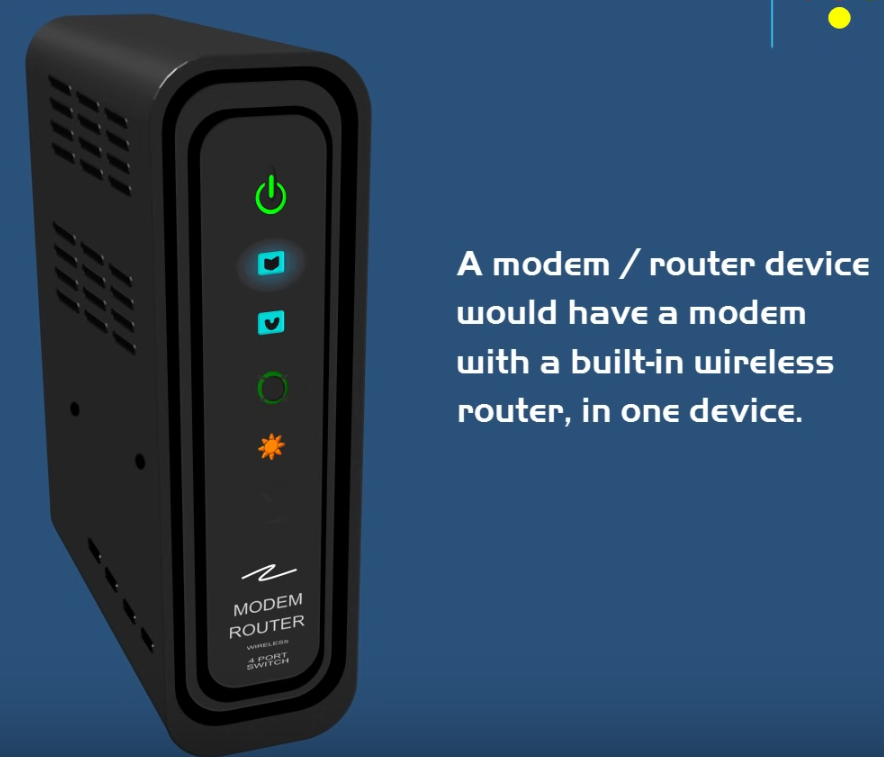 A modem / router device
would have a modem
with a built-in wireless
router, in one device.
MODEM
ROUTER
WIRELESS
4 PORT
SWITCH